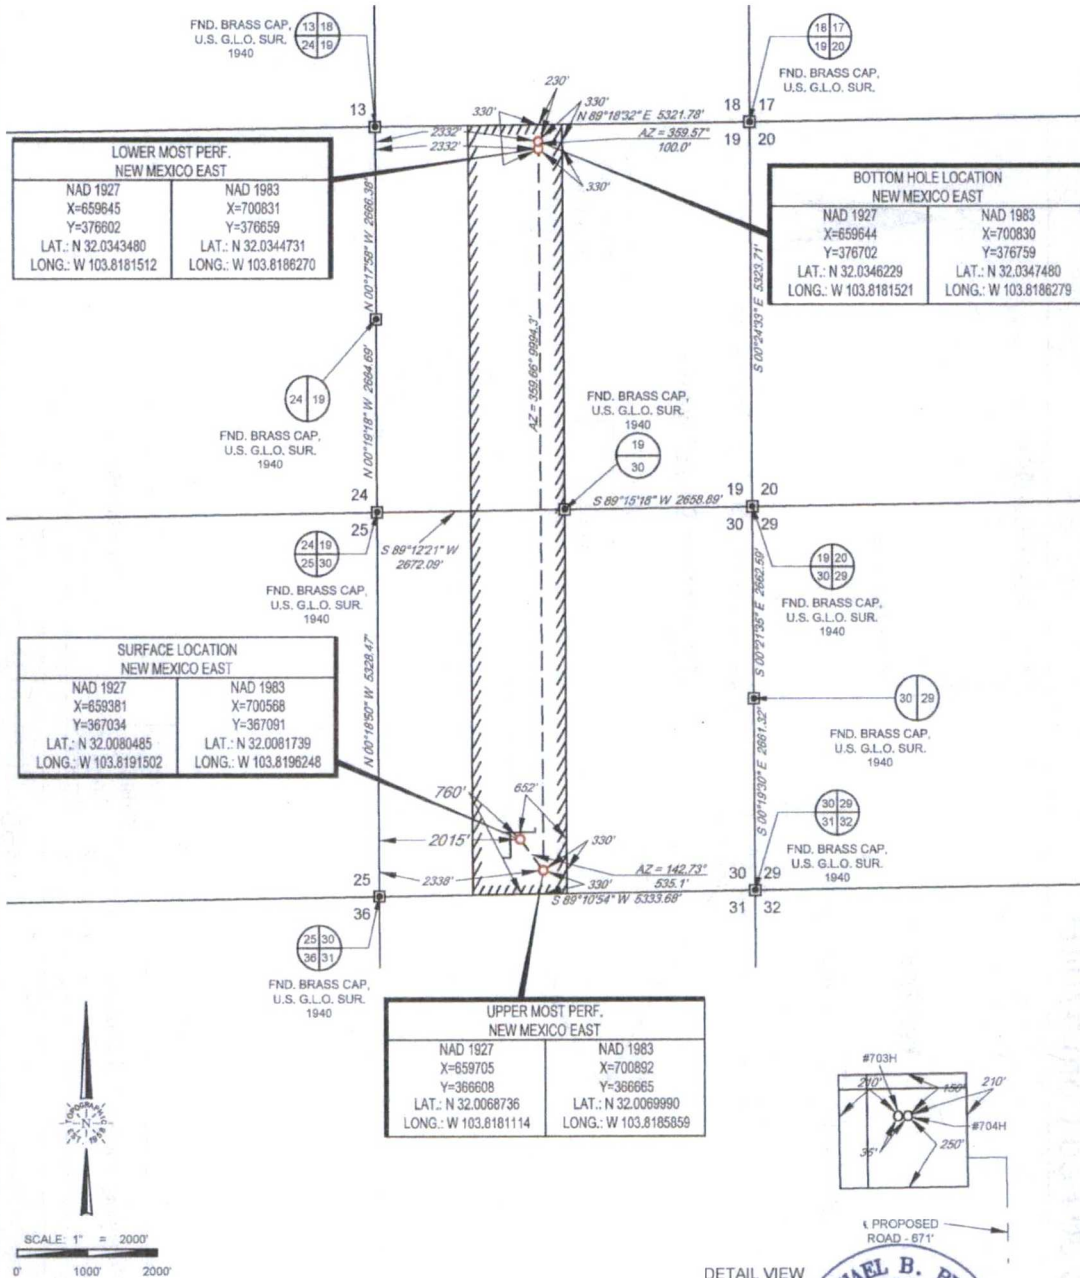 FND. BRASS CAP,
U.S. G.L.O. SUR.
1940
13 18
24 19
18 17
19 20
FND. BRASS CAP,
U.S. G.L.O. SUR.
13
18 17
19 20
230'
330'
330'
N 89°18'32" E 5321.78'
2332'
2332'
AZ = 359.57°
100.0'
330'
LOWER MOST PERF.
NEW MEXICO EAST
NAD 1927 NAD 1983
X=659645 X=700831
Y=376602 Y=376659
LAT.: N 32.0343480 LAT.: N 32.0344731
LONG.: W 103.8181512 LONG.: W 103.8186270
BOTTOM HOLE LOCATION
NEW MEXICO EAST
NAD 1927 NAD 1983
X=659644 X=700830
Y=376702 Y=376759
LAT.: N 32.0346229 LAT.: N 32.0347480
LONG.: W 103.8181521 LONG.: W 103.8186279
N 00°17'58" W 2666.38'
S 00°24'33" E 5323.71'
AZ = 359.66° 9994.3'
24 19
FND. BRASS CAP,
U.S. G.L.O. SUR.
1940
N 00°19'18" W 2664.69'
FND. BRASS CAP,
U.S. G.L.O. SUR.
1940
19
30
24
25
19 20
30 29
S 89°15'18" W 2658.69'
S 89°12'21" W
2672.09'
24 19
25 30
FND. BRASS CAP,
U.S. G.L.O. SUR.
1940
19 20
30 29
FND. BRASS CAP,
U.S. G.L.O. SUR.
1940
S 00°21'35" E 2662.59'
SURFACE LOCATION
NEW MEXICO EAST
NAD 1927 NAD 1983
X=659381 X=700568
Y=367034 Y=367091
LAT.: N 32.0080485 LAT.: N 32.0081739
LONG.: W 103.8191502 LONG.: W 103.8196248
N 00°18'50" W 5328.47'
30 29
FND. BRASS CAP,
U.S. G.L.O. SUR.
1940
S 00°19'30" E 2661.32'
760'
652'
2015'
330'
2338'
AZ = 142.73°
535.1'
330'
S 89°10'54" W 5333.68'
30 29
31 32
FND. BRASS CAP,
U.S. G.L.O. SUR.
1940
25
36
30 29
31 32
25 30
36 31
FND. BRASS CAP,
U.S. G.L.O. SUR.
1940
UPPER MOST PERF.
NEW MEXICO EAST
NAD 1927 NAD 1983
X=659705 X=700892
Y=366608 Y=366665
LAT.: N 32.0068736 LAT.: N 32.0069990
LONG.: W 103.8181114 LONG.: W 103.8185859
TOPOGRAPHIC
N
#703H
210'
150'
210'
#704H
35'
250'
PROPOSED
ROAD - 671'
SCALE: 1" = 2000'
0' 1000' 2000'
DETAIL VIEW